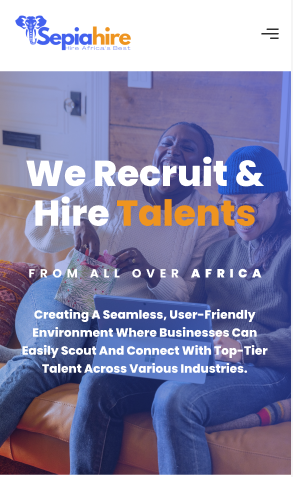 Sepiahire
Hire Africa's Best
We Recruit &
Hire Talents
FROM ALL OVER AFRICA
Creating A Seamless, User-Friendly
Environment Where Businesses Can
Easily Scout And Connect With Top-Tier
Talent Across Various Industries.